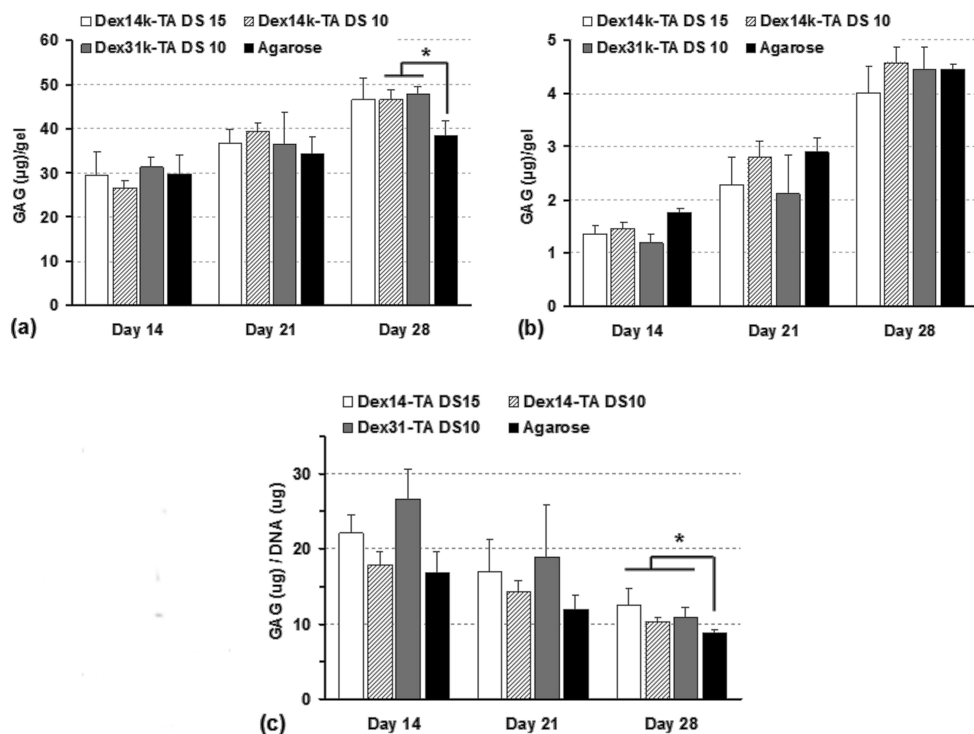 Dex14k-TA DS 15 Dex14k-TA DS 10
Dex31k-TA DS 10 Agarose
60
50
40
30
20
10
0
GAG (µg)/gel
*
Day 14 Day 21 Day 28
(a)
Dex14k-TA DS 15 Dex14k-TA DS 10
Dex31k-TA DS 10 Agarose
5
4
3
2
1
0
GAG (µg)/gel
Day 14 Day 21 Day 28
(b)
Dex14-TA DS15 Dex14-TA DS10
Dex31-TA DS10 Agarose
30
20
10
0
GAG (ug) / DNA (ug)
*
Day 14 Day 21 Day 28
(c)